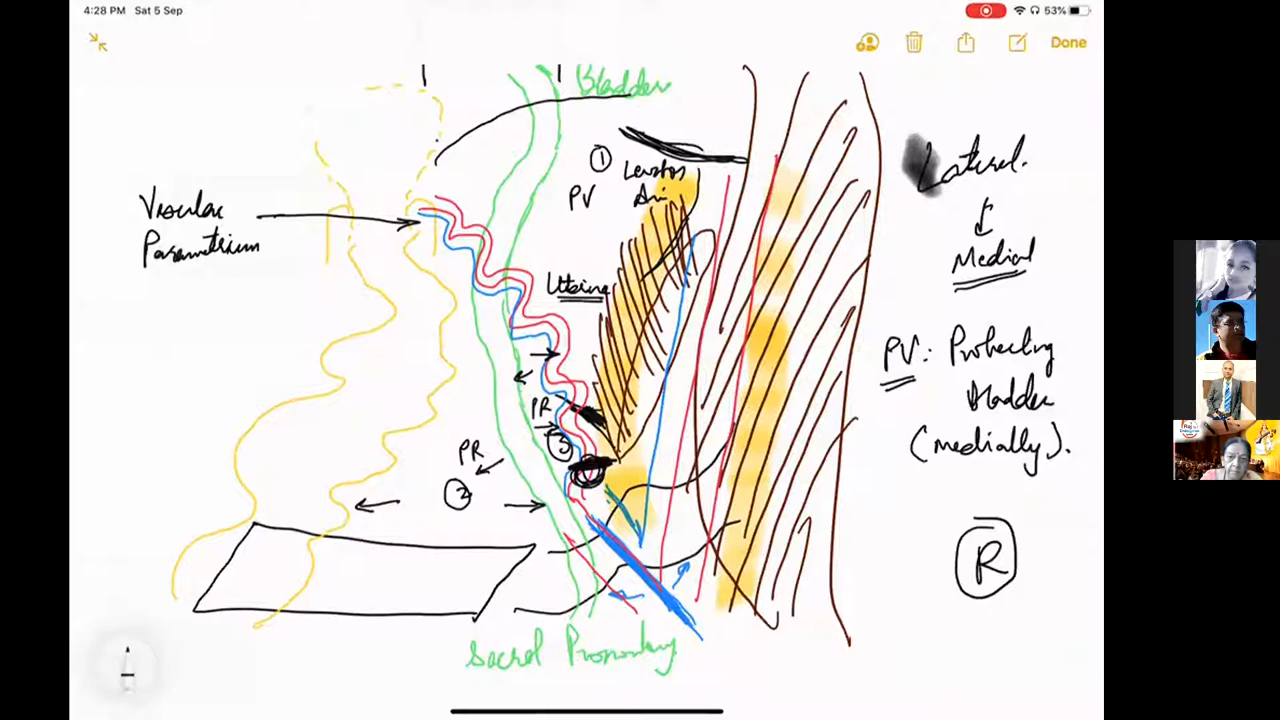 4:28 PM Sat 5 Sep
53%
Done
Bladder
①
Levator
Ani
PV
Lateral.
Vascular
Parametrium
Medial
Uterine
PV: Protecting
Bladder
(medially).
PR
③
PR
②
R
Sacral Promontory